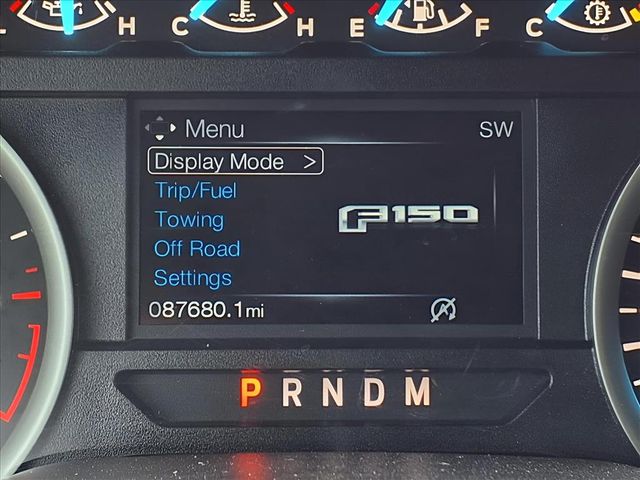 L H C H E F C
Menu SW
Display Mode >
Trip/Fuel
Towing
F150
Off Road
Settings
087680.1mi
P R N D M